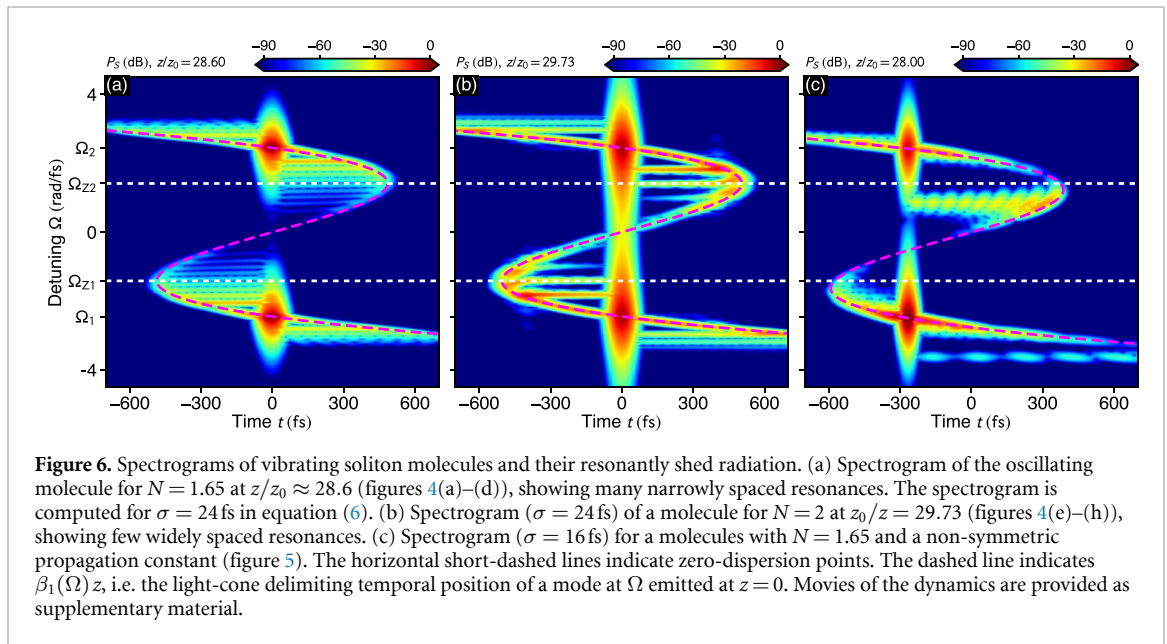 −90 −60 −30 0
−90 −60 −30 0
−90 −60 −30 0
P_S (dB), z/z₀ = 28.60
P_S (dB), z/z₀ = 29.73
P_S (dB), z/z₀ = 28.00
(a)
(b)
(c)
4
Ω₂
Ω_Z2
0
Ω_Z1
Ω₁
-4
Detuning Ω (rad/fs)
−600 −300 0 300 600
−600 −300 0 300 600
−600 −300 0 300 600
Time t (fs)
Time t (fs)
Time t (fs)
Figure 6. Spectrograms of vibrating soliton molecules and their resonantly shed radiation. (a) Spectrogram of the oscillating
molecule for N = 1.65 at z/z₀ ≈ 28.6 (figures 4(a)–(d)), showing many narrowly spaced resonances. The spectrogram is
computed for σ = 24 fs in equation (6). (b) Spectrogram (σ = 24 fs) of a molecule for N = 2 at z₀/z = 29.73 (figures 4(e)–(h)),
showing few widely spaced resonances. (c) Spectrogram (σ = 16 fs) for a molecules with N = 1.65 and a non-symmetric
propagation constant (figure 5). The horizontal short-dashed lines indicate zero-dispersion points. The dashed line indicates
β₁(Ω) z, i.e. the light-cone delimiting temporal position of a mode at Ω emitted at z = 0. Movies of the dynamics are provided as
supplementary material.